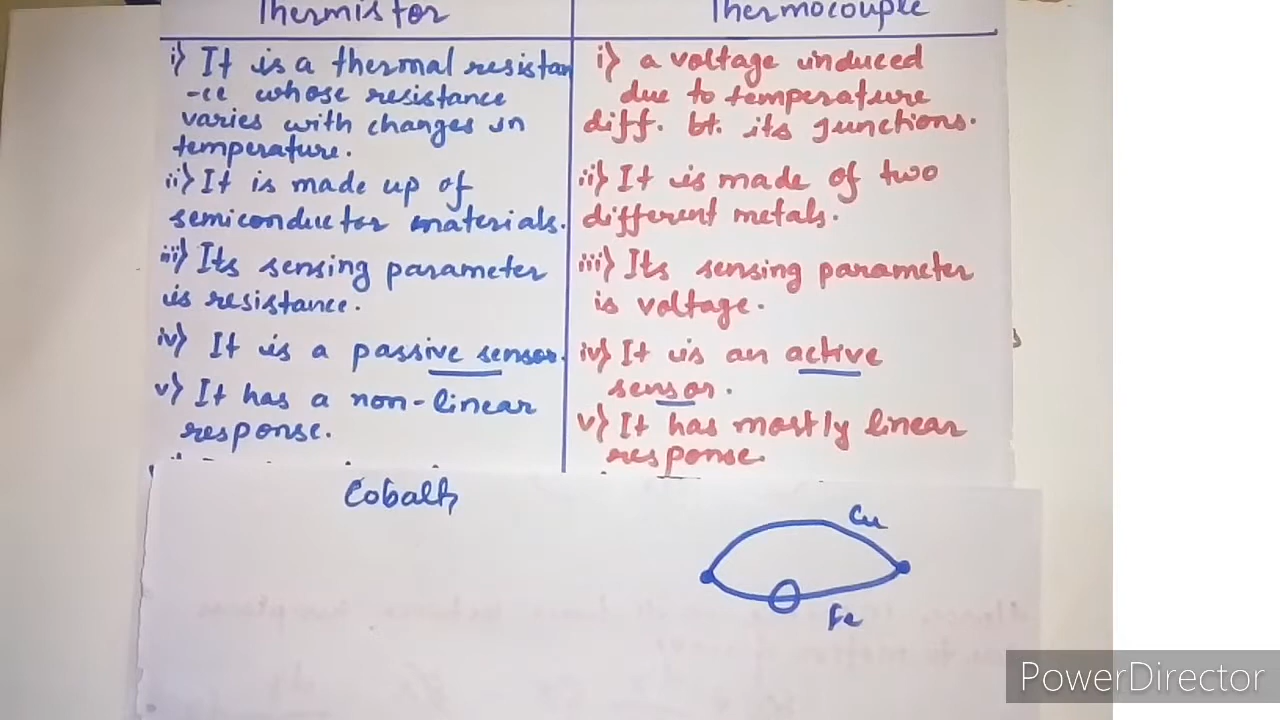 Thermistor
Thermocouple
i) It is a thermal resistan
-ce whose resistance
varies with changes in
temperature.
ii) It is made up of
semiconductor materials.
iii) Its sensing parameter
is resistance.
iv) It is a passive sensor.
v) It has a non-linear
response.
i) a voltage induced
due to temperature
diff. bt. its junctions.
ii) It is made of two
different metals.
iii) Its sensing parameter
is voltage.
iv) It is an active
sensor.
v) It has mostly linear
response.
Cobalt
Cu
Fe
PowerDirector